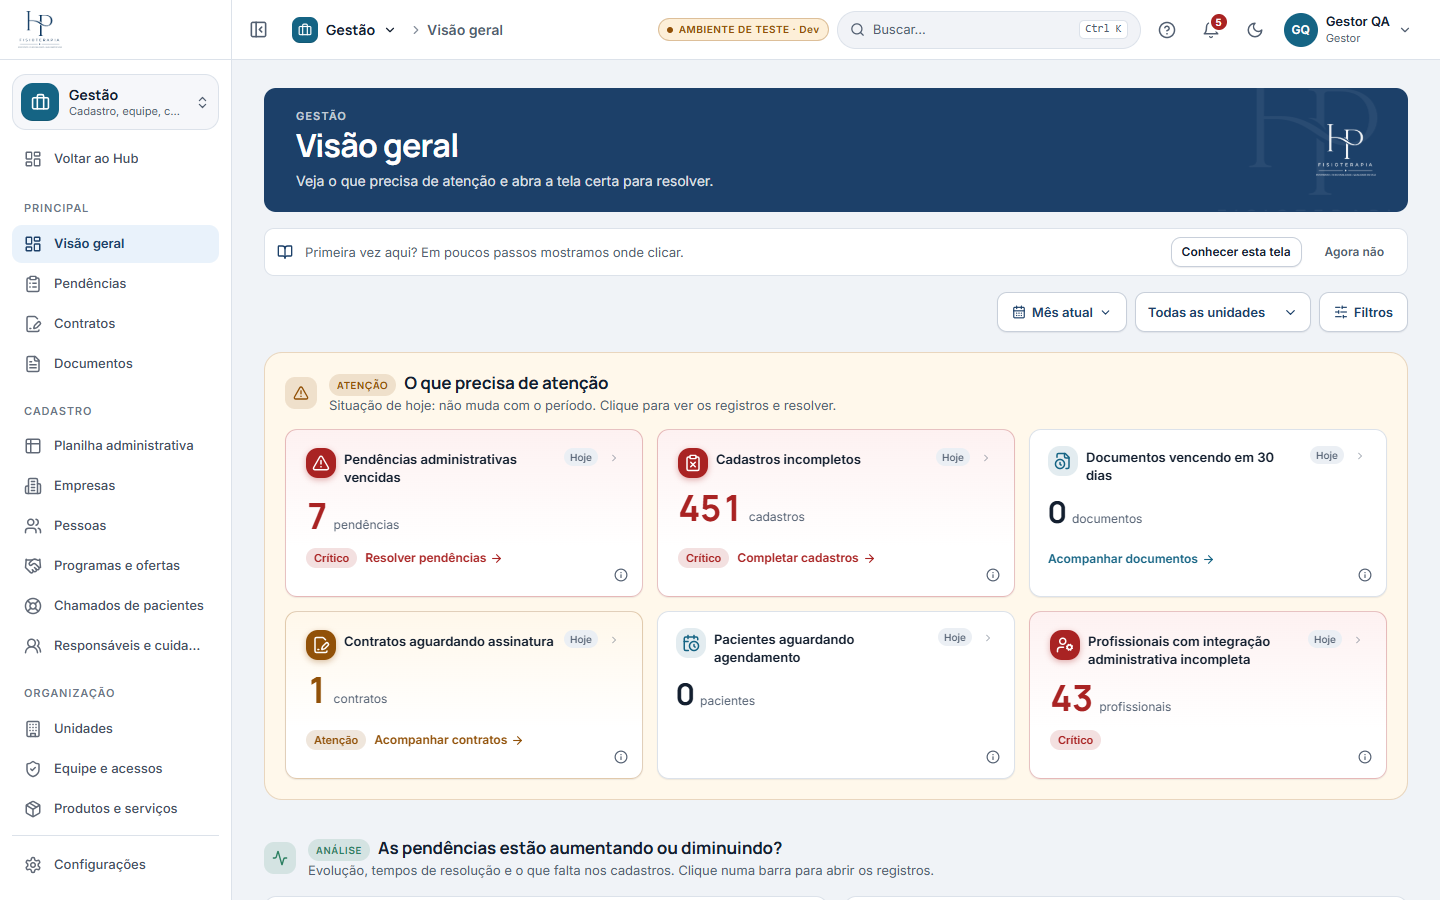 HP
FISIOTERAPIA
Gestão
Visão geral
AMBIENTE DE TESTE · Dev
Buscar...
Ctrl K
5
GQ
Gestor QA
Gestor
Gestão
Cadastro, equipe, c...
Voltar ao Hub
PRINCIPAL
Visão geral
Pendências
Contratos
Documentos
CADASTRO
Planilha administrativa
Empresas
Pessoas
Programas e ofertas
Chamados de pacientes
Responsáveis e cuida...
ORGANIZAÇÃO
Unidades
Equipe e acessos
Produtos e serviços
Configurações
GESTÃO
Visão geral
Veja o que precisa de atenção e abra a tela certa para resolver.
HP
FISIOTERAPIA
Primeira vez aqui? Em poucos passos mostramos onde clicar.
Conhecer esta tela
Agora não
Mês atual
Todas as unidades
Filtros
ATENÇÃO
O que precisa de atenção
Situação de hoje: não muda com o período. Clique para ver os registros e resolver.
Pendências administrativas
vencidas
Hoje
7 pendências
Crítico
Resolver pendências →
Cadastros incompletos
Hoje
451 cadastros
Crítico
Completar cadastros →
Documentos vencendo em 30
dias
Hoje
0 documentos
Acompanhar documentos →
Contratos aguardando assinatura
Hoje
1 contratos
Atenção
Acompanhar contratos →
Pacientes aguardando
agendamento
Hoje
0 pacientes
Profissionais com integração
administrativa incompleta
Hoje
43 profissionais
Crítico
ANÁLISE
As pendências estão aumentando ou diminuindo?
Evolução, tempos de resolução e o que falta nos cadastros. Clique numa barra para abrir os registros.